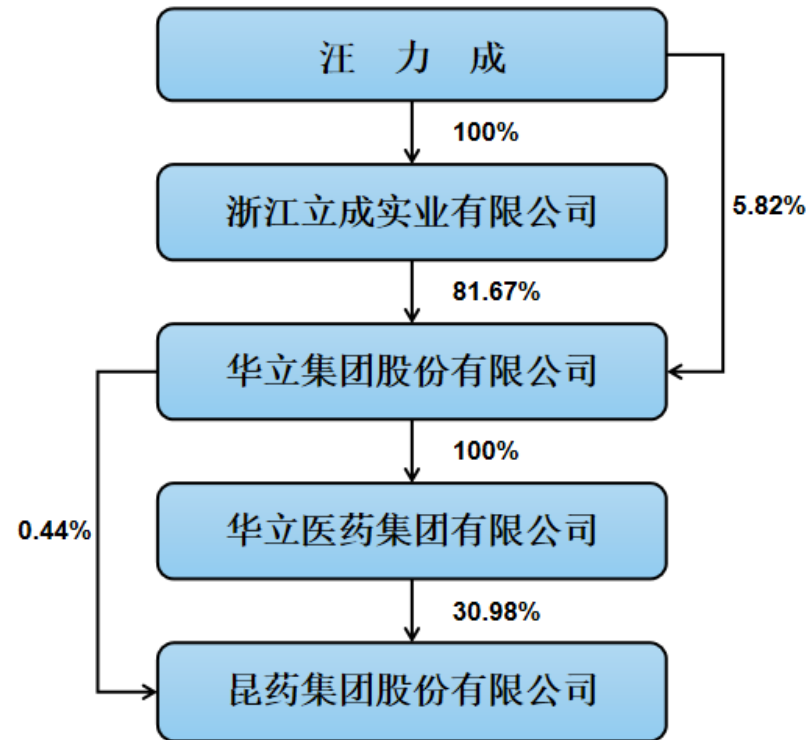 汪 力 成
100%
浙江立成实业有限公司
5.82%
81.67%
华立集团股份有限公司
100%
0.44%
华立医药集团有限公司
30.98%
昆药集团股份有限公司